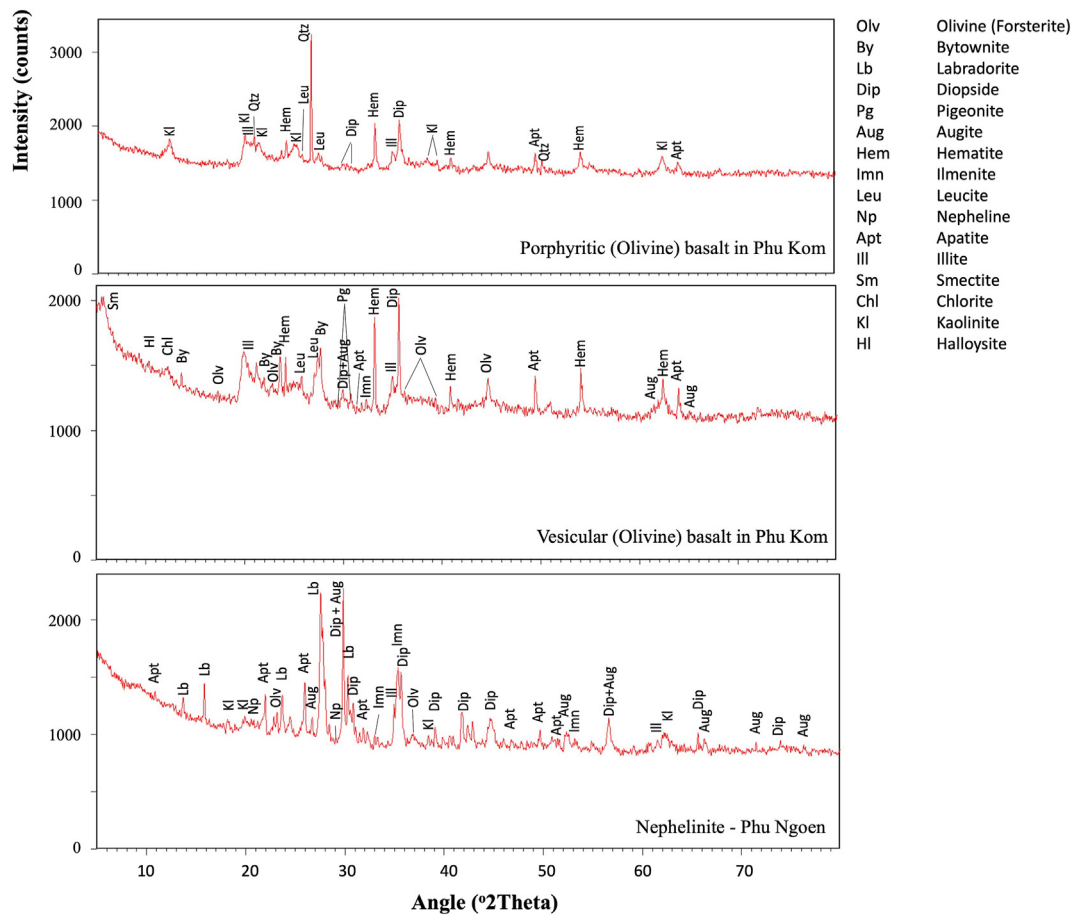 Intensity (counts)
3000
2000
1000
0
Kl
Kl
Ill
Qtz
Kl
Hem
Kl
Leu
Qtz
Leu
Dip
Hem
Ill
Dip
Kl
Hem
Apt
Qtz
Hem
Kl
Apt
Porphyritic (Olivine) basalt in Phu Kom
2000
1000
0
Sm
Hl
Chl
By
Olv
Ill
By
Olv
By
Hem
Leu
Leu
By
Dip+Aug
Pg
Apt
Imn
Hem
Ill
Dip
Olv
Hem
Olv
Apt
Hem
Aug
Hem
Apt
Aug
Vesicular (Olivine) basalt in Phu Kom
2000
1000
0
Apt
Lb
Lb
Kl
Kl
Np
Apt
Olv
Lb
Apt
Aug
Lb
Np
Dip + Aug
Lb
Dip
Apt
Imn
Ill
Imn
Dip
Olv
Kl
Dip
Dip
Dip
Apt
Apt
Apt
Aug
Imn
Dip+Aug
Ill
Kl
Dip
Aug
Aug
Dip
Aug
Nephelinite - Phu Ngoen
10 20 30 40 50 60 70
Angle (º2Theta)
Olv Olivine (Forsterite)
By Bytownite
Lb Labradorite
Dip Diopside
Pg Pigeonite
Aug Augite
Hem Hematite
Imn Ilmenite
Leu Leucite
Np Nepheline
Apt Apatite
Ill Illite
Sm Smectite
Chl Chlorite
Kl Kaolinite
Hl Halloysite